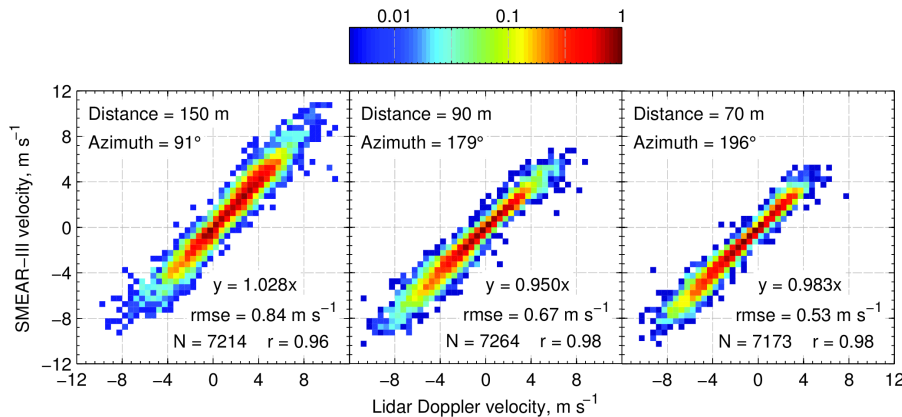 0.01 0.1 1
12
8
4
0
−4
−8
−12
SMEAR−III velocity, m s⁻¹
Distance = 150 m
Azimuth = 91°
y = 1.028x
rmse = 0.84 m s⁻¹
N = 7214 r = 0.96
Distance = 90 m
Azimuth = 179°
y = 0.950x
rmse = 0.67 m s⁻¹
N = 7264 r = 0.98
Distance = 70 m
Azimuth = 196°
y = 0.983x
rmse = 0.53 m s⁻¹
N = 7173 r = 0.98
−12 −8 −4 0 4 8 −8 −4 0 4 8 −8 −4 0 4 8 12
Lidar Doppler velocity, m s⁻¹